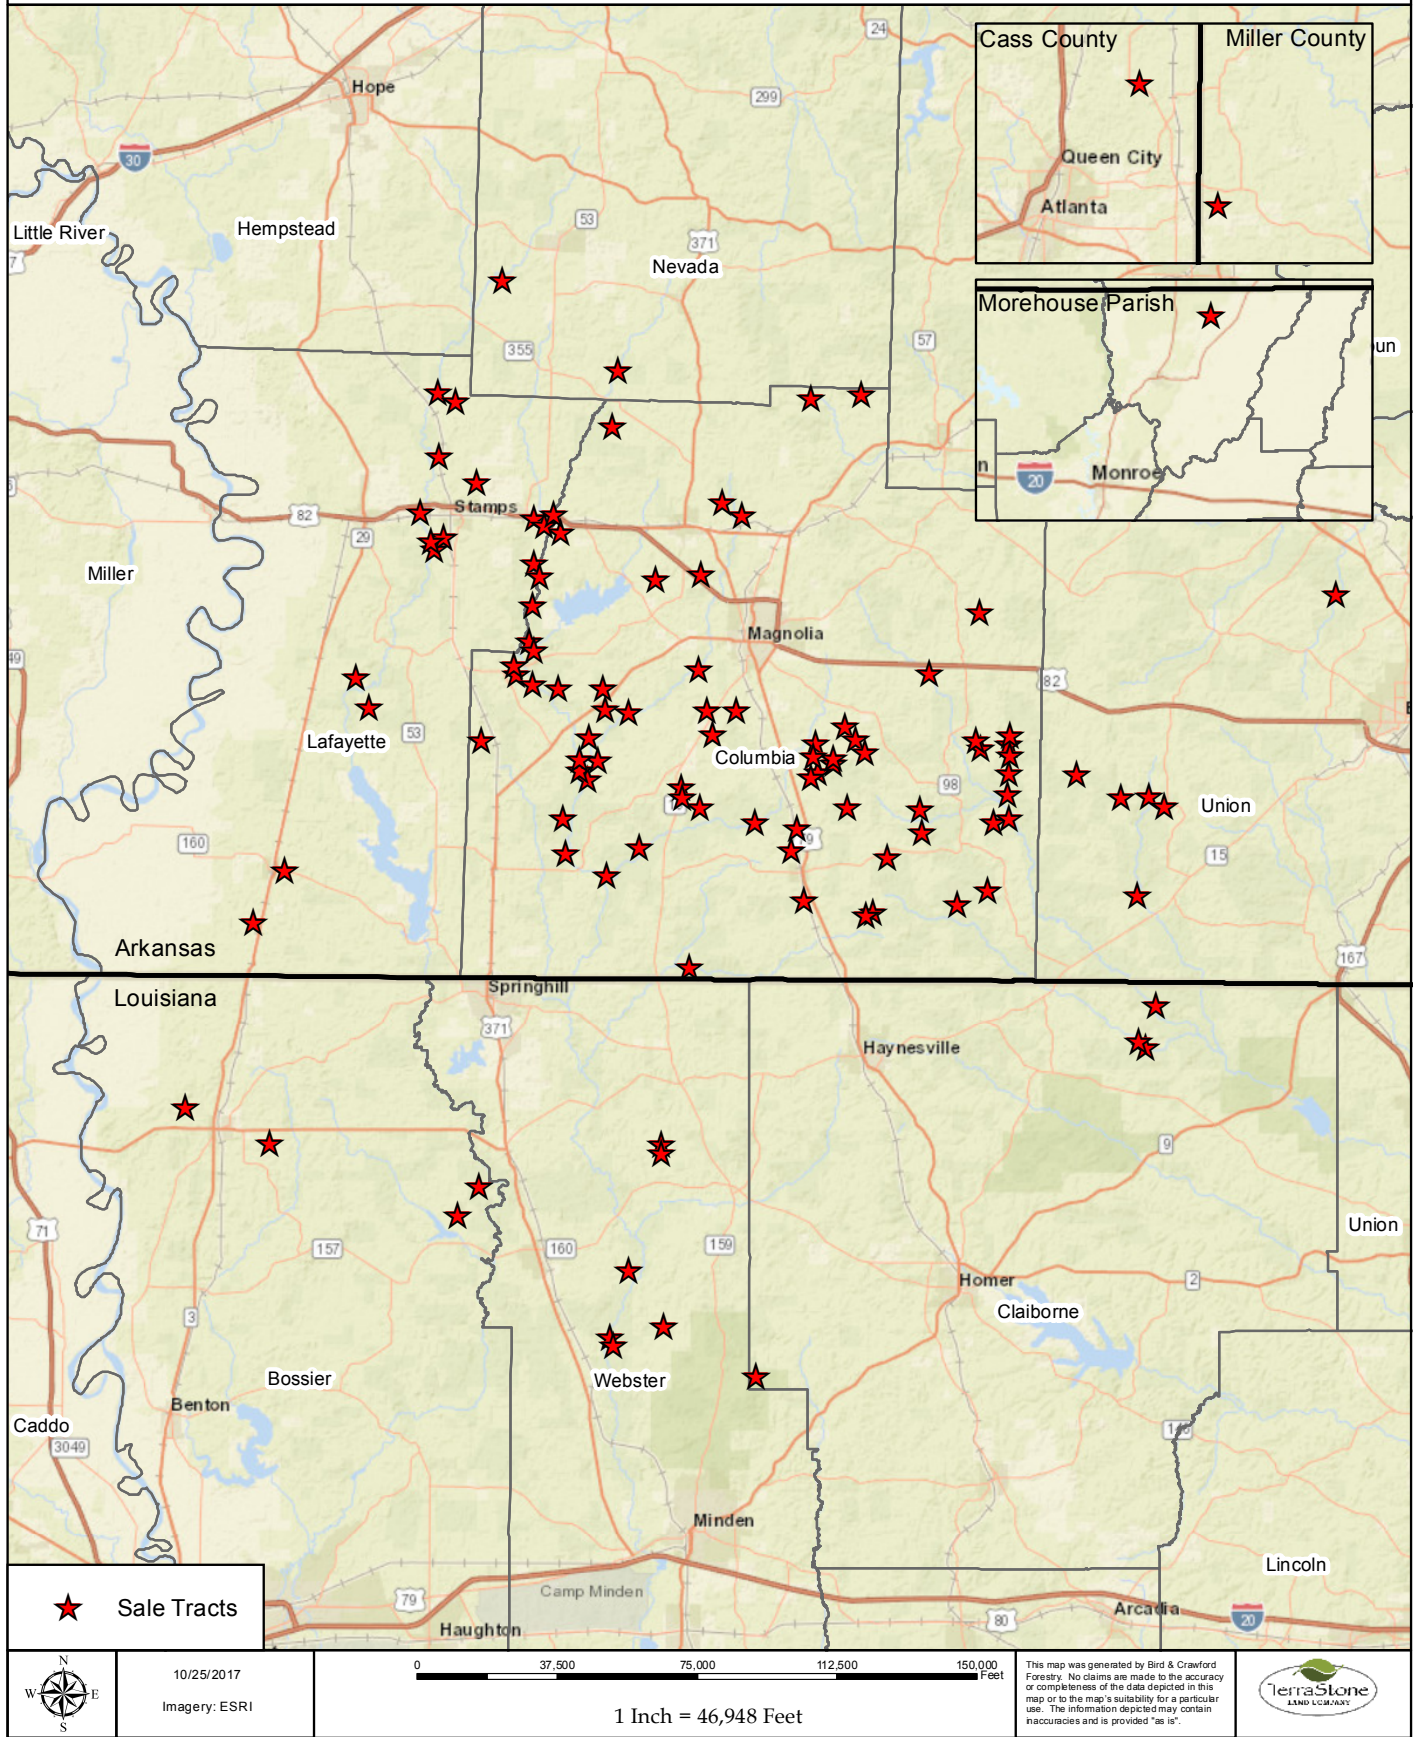 24
Cass County
Miller County
Hope
299
30
Queen City
Atlanta
53
Little River
Hempstead
371
Nevada
7
Morehouse Parish
57
355
un
n
20
Monroe
82
Stamps
29
Miller
Magnolia
49
82
53
Lafayette
Columbia
98
Union
160
15
Arkansas
167
Louisiana
Springhill
371
Haynesville
9
71
157
160
159
Union
Homer
2
Claiborne
3
Bossier
Webster
Benton
Caddo
3049
Minden
Lincoln
Camp Minden
79
Arcadia
20
80
Haughton
Sale Tracts
N
W
E
S
10/25/2017
Imagery: ESRI
0 37,500 75,000 112,500 150,000
Feet
1 Inch = 46,948 Feet
This map was generated by Bird & Crawford
Forestry. No claims are made to the accuracy
or completeness of the data depicted in this
map or to the map's suitability for a particular
use. The information depicted may contain
inaccuracies and is provided "as is".
TerraStone
LAND COMPANY